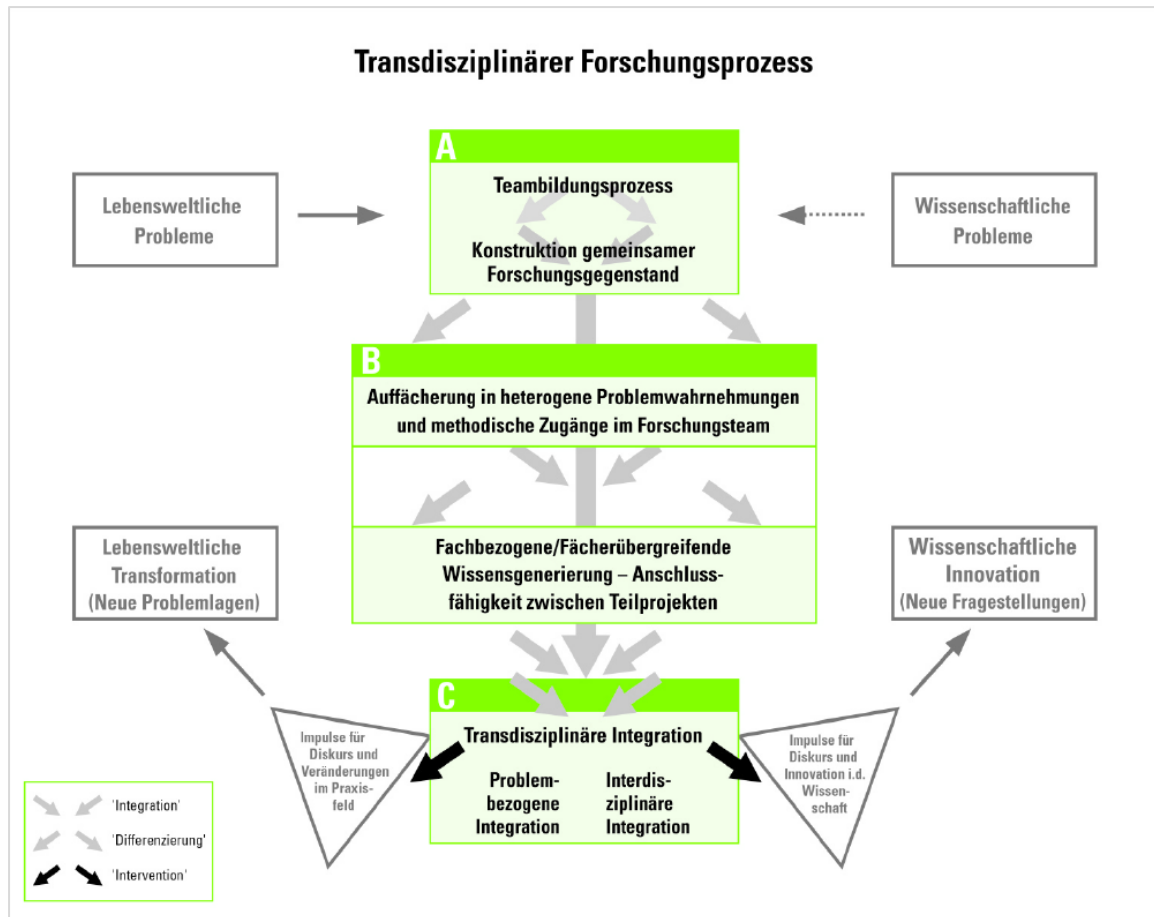 Transdisziplinärer Forschungsprozess
A
Teambildungsprozess
Konstruktion gemeinsamer
Forschungsgegenstand
Lebensweltliche
Probleme
Wissenschaftliche
Probleme
B
Auffächerung in heterogene Problemwahrnehmungen
und methodische Zugänge im Forschungsteam
Fachbezogene/Fächerübergreifende
Wissensgenerierung – Anschluss-
fähigkeit zwischen Teilprojekten
Lebensweltliche
Transformation
(Neue Problemlagen)
Wissenschaftliche
Innovation
(Neue Fragestellungen)
C
Transdisziplinäre Integration
Problem-
bezogene
Integration
Interdis-
ziplinäre
Integration
Impulse für
Diskurs und
Veränderungen
im Praxis-
feld
Impulse für
Diskurs und
Innovation i.d.
Wissen-
schaft
'Integration'
'Differenzierung'
'Intervention'